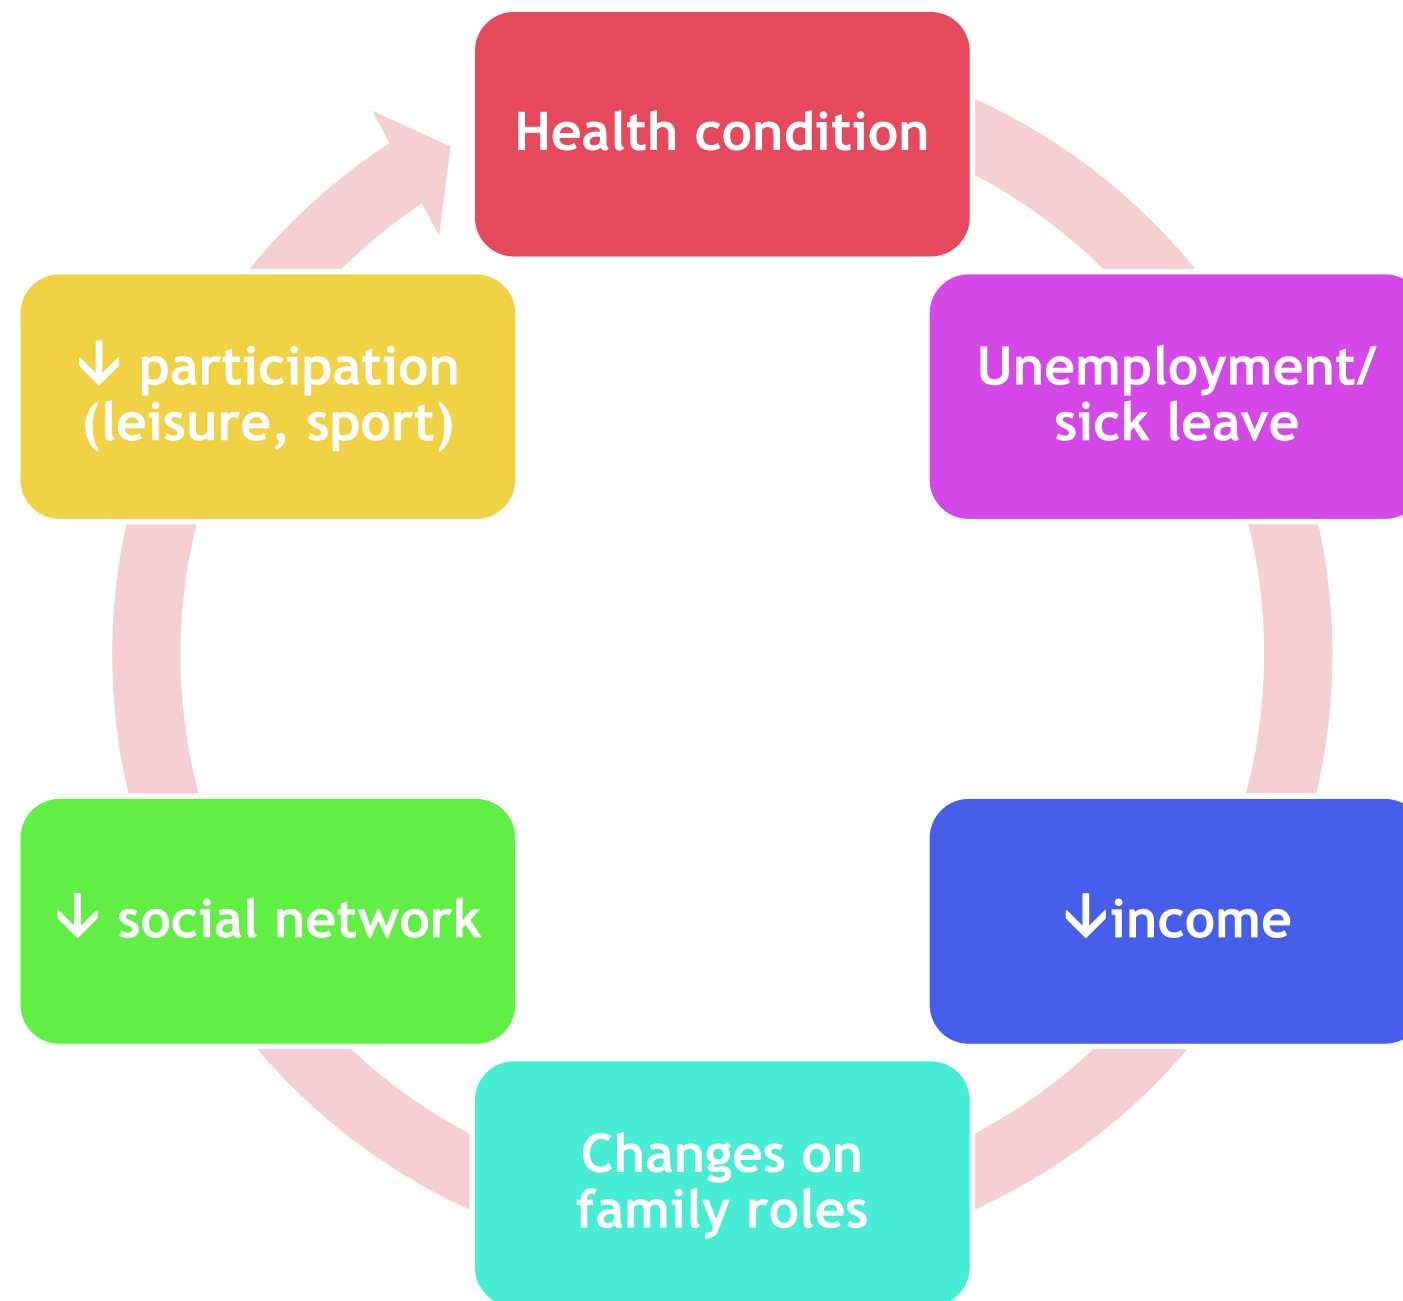 Health condition
Unemployment/
sick leave
↓income
Changes on
family roles
↓ social network
↓ participation
(leisure, sport)